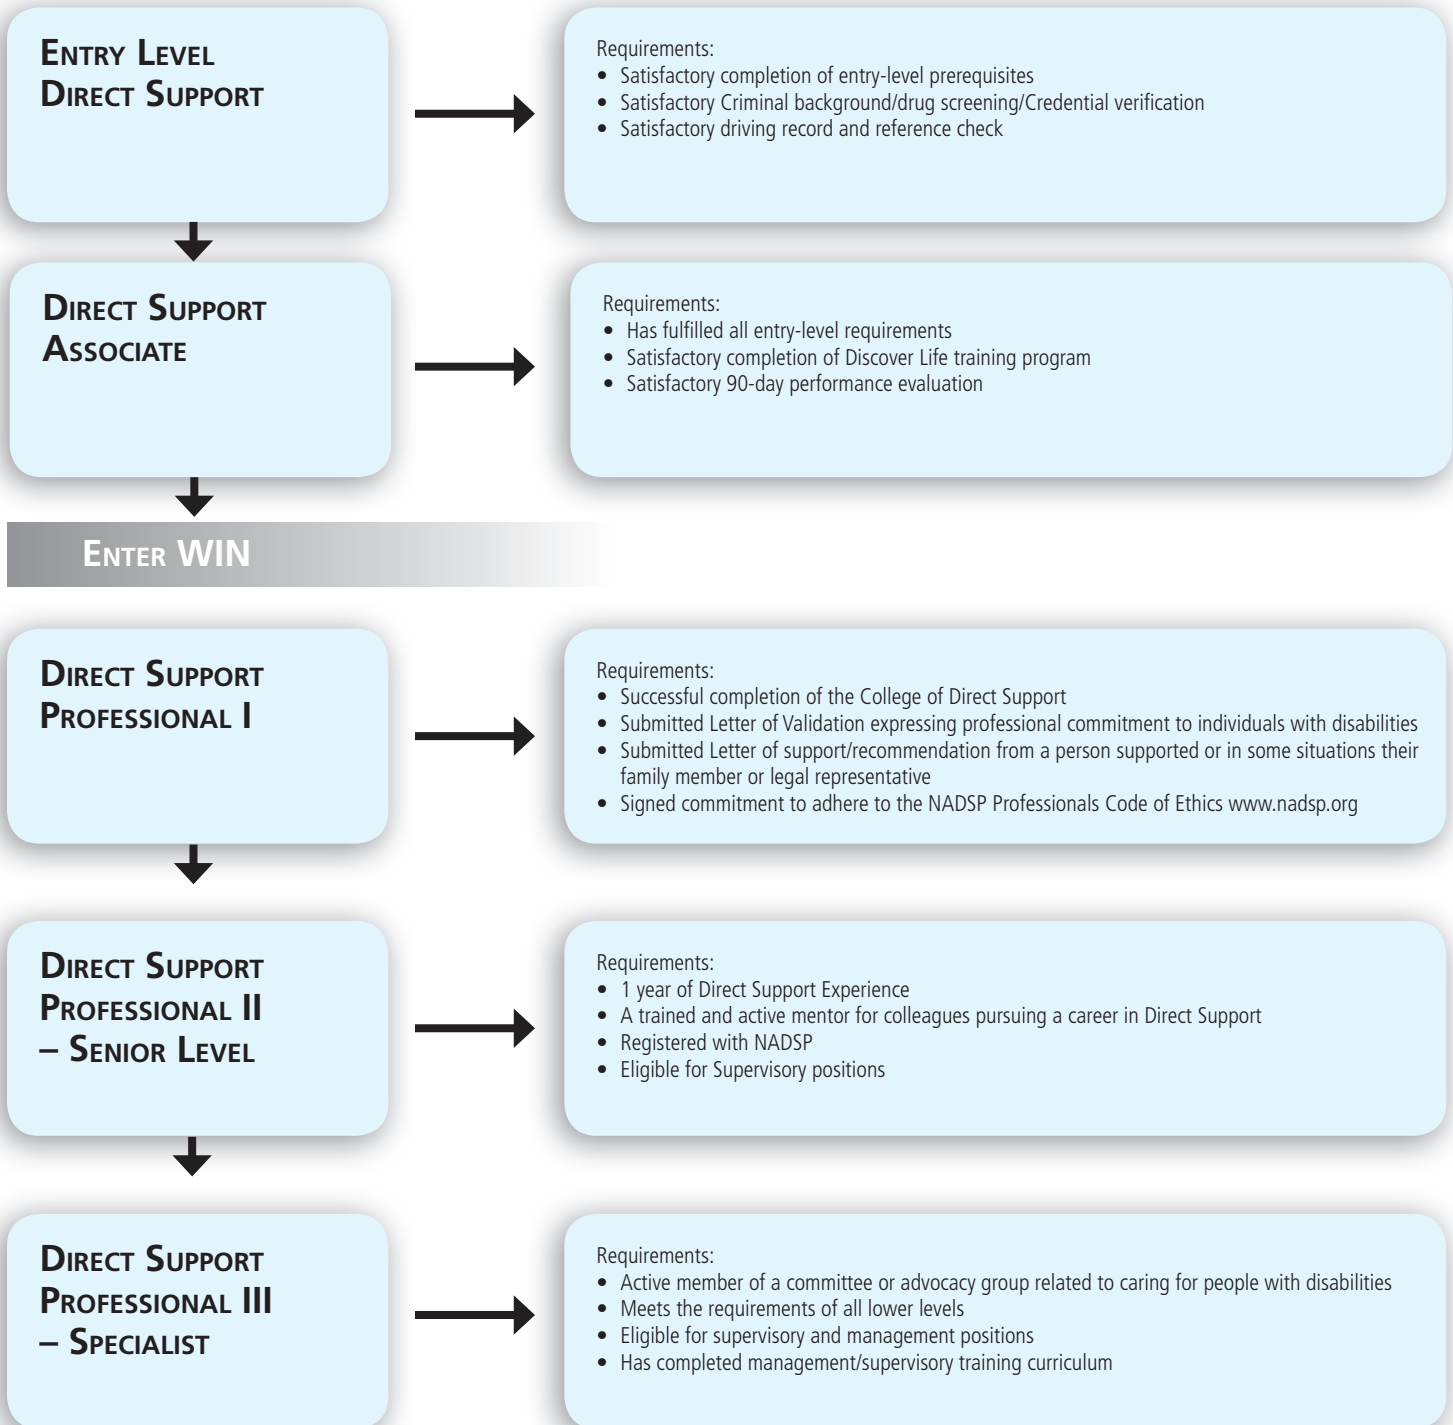 Entry Level
Direct Support
Requirements:
• Satisfactory completion of entry-level prerequisites
• Satisfactory Criminal background/drug screening/Credential verification
• Satisfactory driving record and reference check
Direct Support
Associate
Requirements:
• Has fulfilled all entry-level requirements
• Satisfactory completion of Discover Life training program
• Satisfactory 90-day performance evaluation
Enter WIN
Direct Support
Professional I
Requirements:
• Successful completion of the College of Direct Support
• Submitted Letter of Validation expressing professional commitment to individuals with disabilities
• Submitted Letter of support/recommendation from a person supported or in some situations their
family member or legal representative
• Signed commitment to adhere to the NADSP Professionals Code of Ethics www.nadsp.org
Direct Support
Professional II
– Senior Level
Requirements:
• 1 year of Direct Support Experience
• A trained and active mentor for colleagues pursuing a career in Direct Support
• Registered with NADSP
• Eligible for Supervisory positions
Direct Support
Professional III
– Specialist
Requirements:
• Active member of a committee or advocacy group related to caring for people with disabilities
• Meets the requirements of all lower levels
• Eligible for supervisory and management positions
• Has completed management/supervisory training curriculum